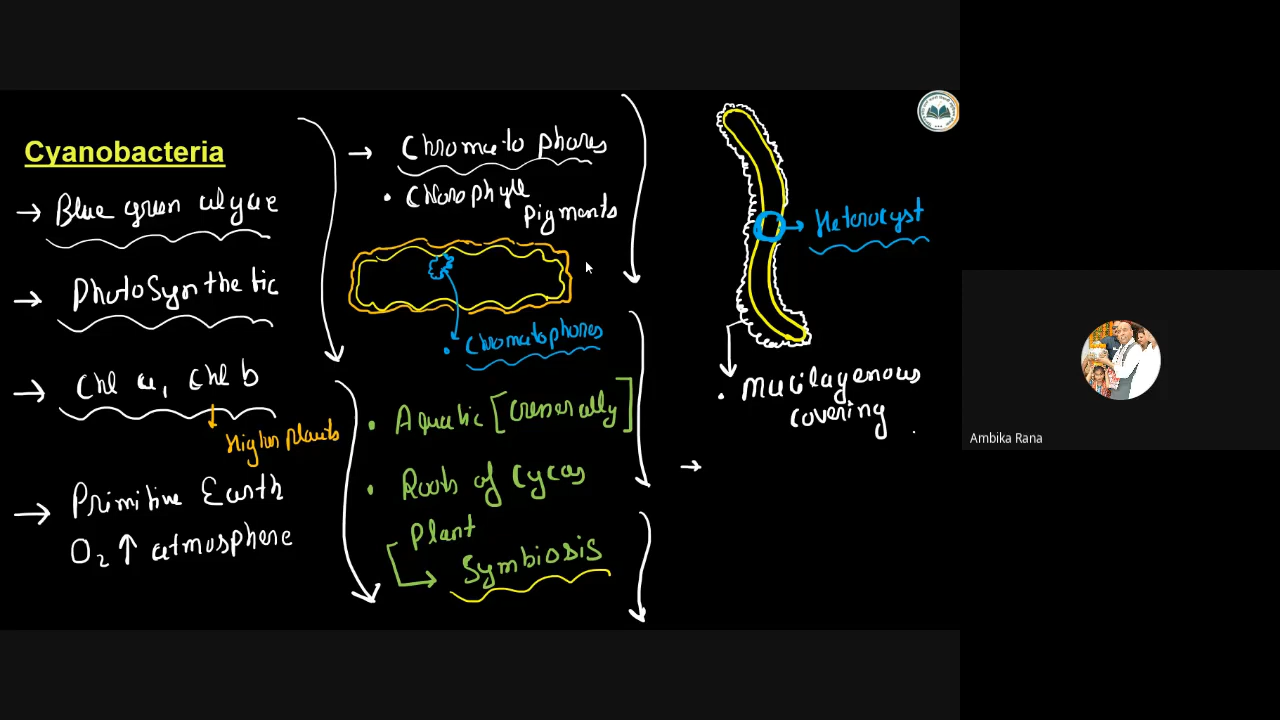 Cyanobacteria
→ Blue green algae
→ Photosynthetic
→ Chl a, Chl b
Higher plants
→ Primitive Earth
O₂ ↑ atmosphere
→ Chromatophores
• Chlorophyll
Pigments
• Chromatophores
• Aquatic [Generally]
• Roots of Cycas
Plant
→ Symbiosis
→ Heterocyst
• Mucilagenous
covering
→
Ambika Rana